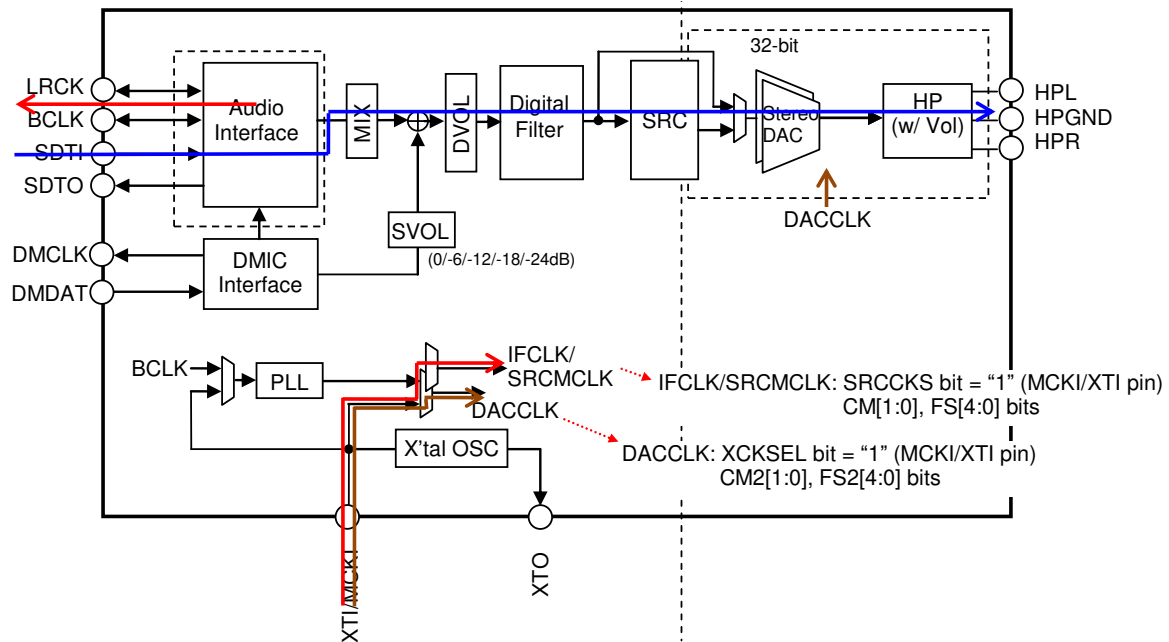 32-bit
LRCK
BCLK
SDTI
SDTO
DMCLK
DMDAT
Audio
Interface
MIX
DVOL
Digital
Filter
SRC
Stereo
DAC
HP
(w/ Vol)
HPL
HPGND
HPR
DACCLK
SVOL
(0/-6/-12/-18/-24dB)
DMIC
Interface
BCLK
PLL
IFCLK/
SRCMCLK
DACCLK
IFCLK/SRCMCLK: SRCCKS bit = “1” (MCKI/XTI pin)
CM[1:0], FS[4:0] bits
DACCLK: XCKSEL bit = “1” (MCKI/XTI pin)
CM2[1:0], FS2[4:0] bits
X'tal OSC
XTI/MCKI
XTO